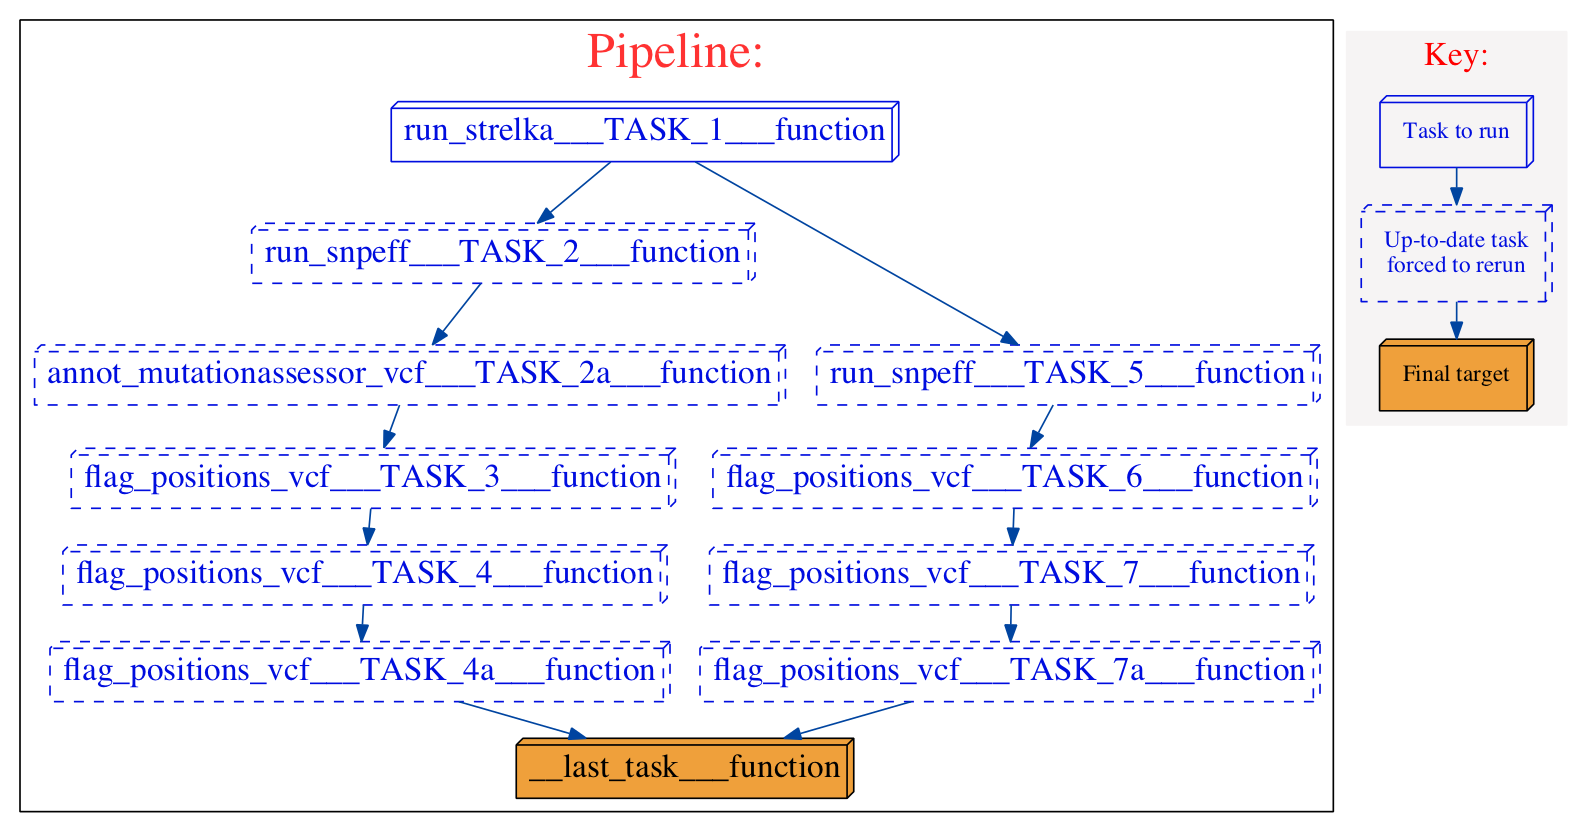 Pipeline:
run_strelka___TASK_1___function
run_snpeff___TASK_2___function
annot_mutationassessor_vcf___TASK_2a___function
run_snpeff___TASK_5___function
flag_positions_vcf___TASK_3___function
flag_positions_vcf___TASK_6___function
flag_positions_vcf___TASK_4___function
flag_positions_vcf___TASK_7___function
flag_positions_vcf___TASK_4a___function
flag_positions_vcf___TASK_7a___function
__last_task___function
Key:
Task to run
Up-to-date task
forced to rerun
Final target